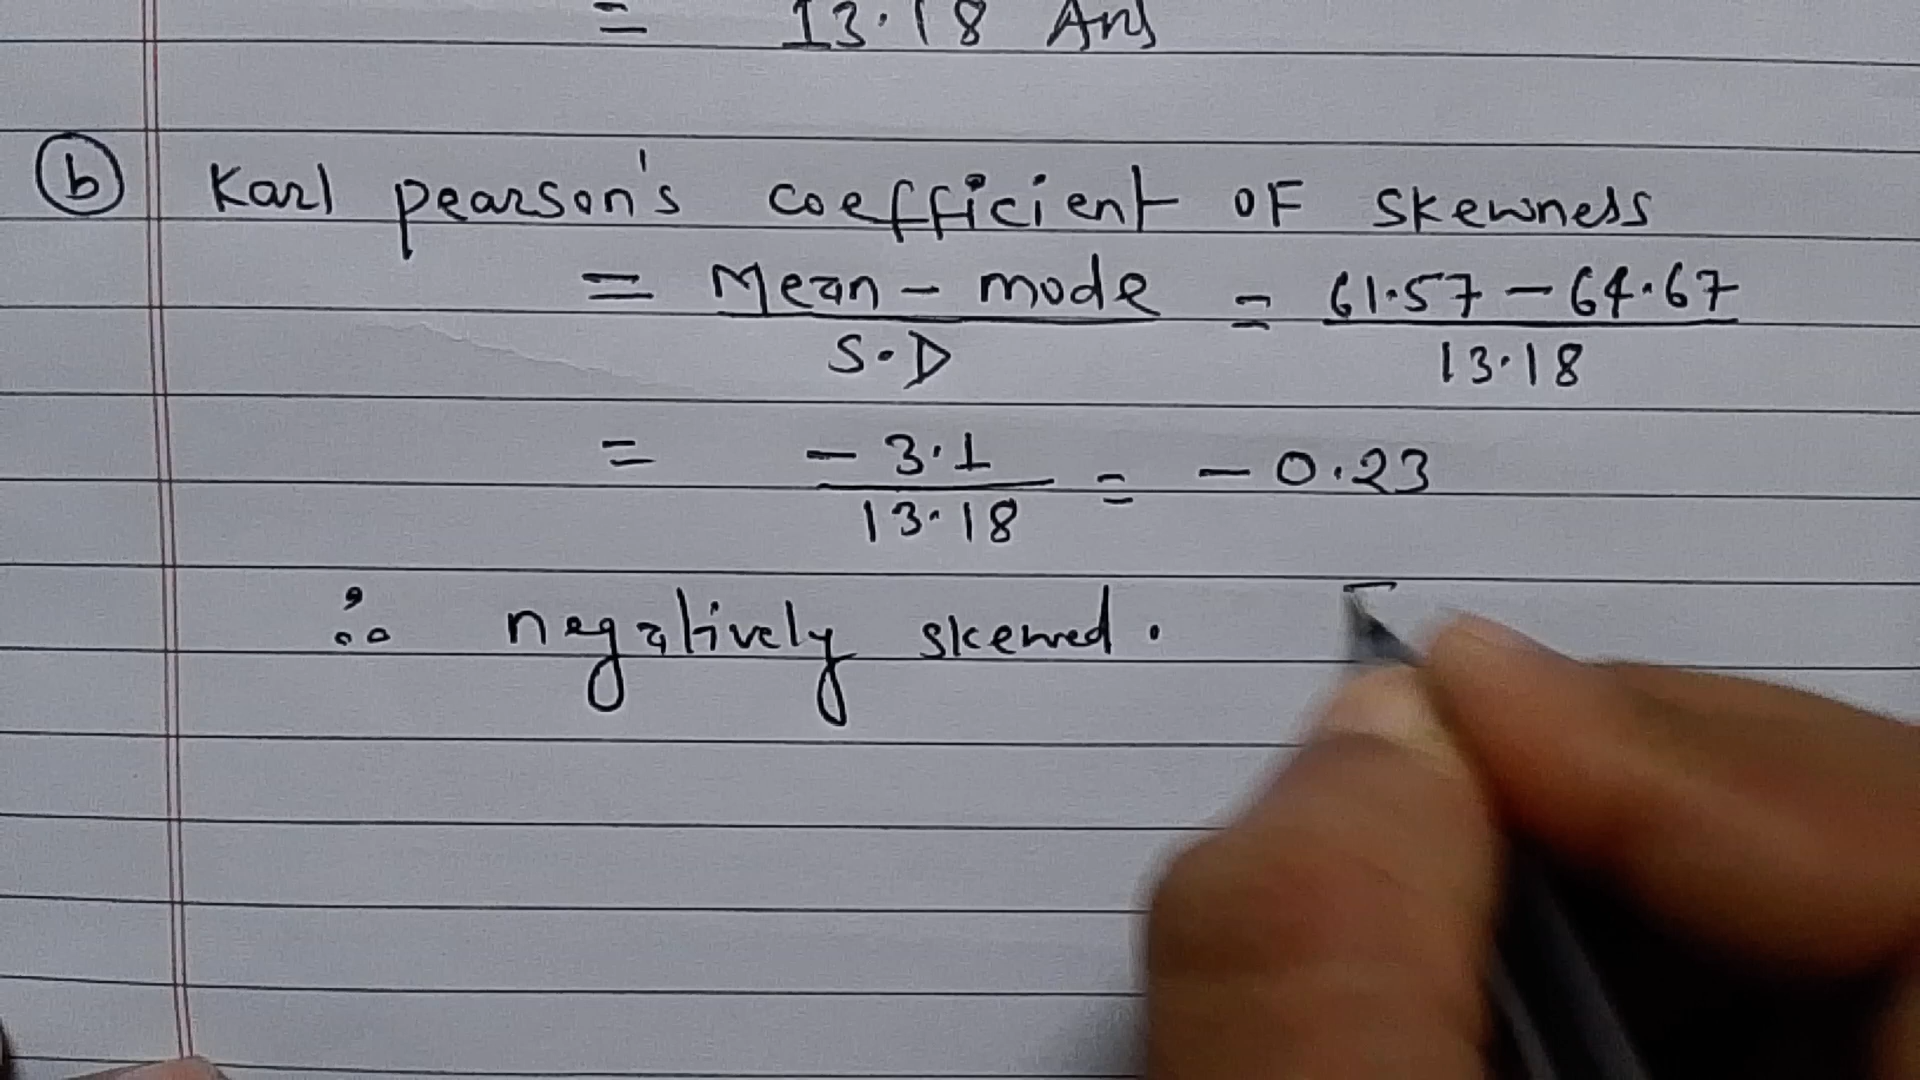 = 13.18 Ans
(b) Karl pearson's coefficient OF skewness
= Mean - mode / S.D = 61.57 - 64.67 / 13.18
= - 3.1 / 13.18 = - 0.23
∴ negatively skewed.